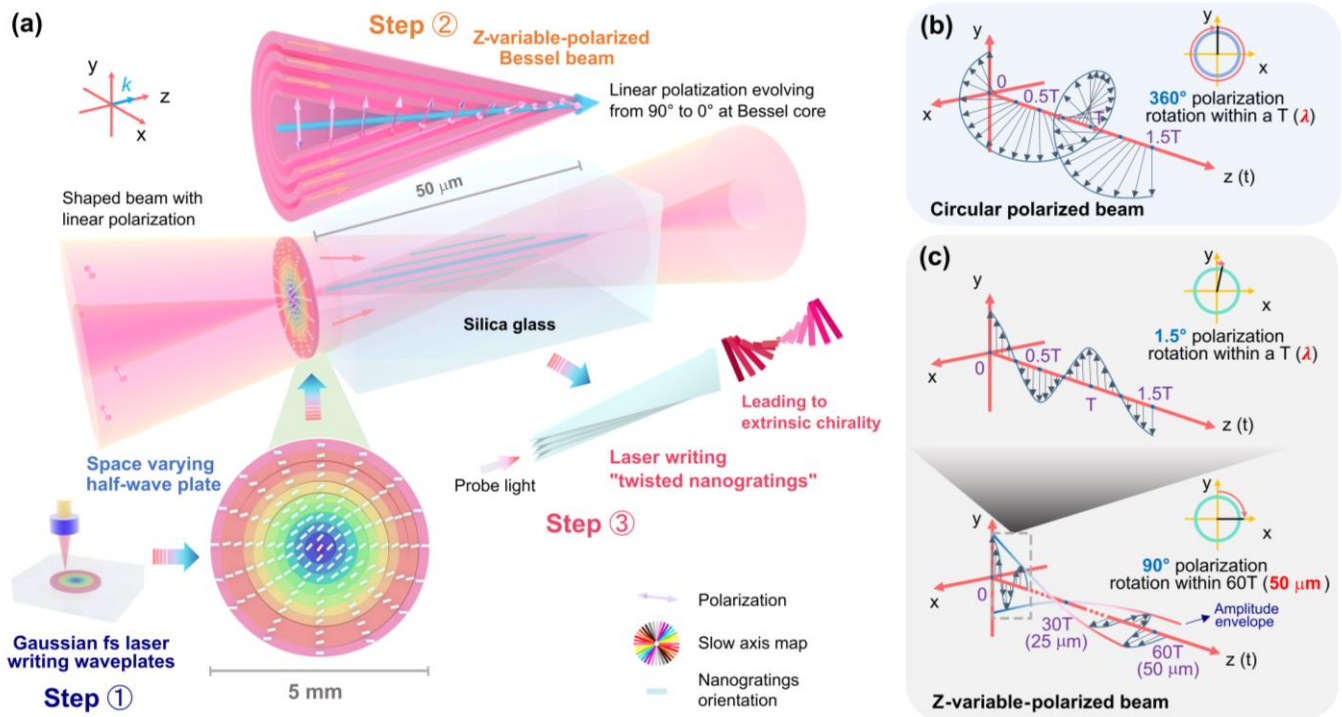 (a)
Step ②
Z-variable-polarized
Bessel beam
Linear polatization evolving
from 90° to 0° at Bessel core
y
k
z
x
50 μm
Shaped beam with
linear polarization
Silica glass
Leading to
extrinsic chirality
Space varying
half-wave plate
Probe light
Laser writing
"twisted nanogratings"
Step ③
Gaussian fs laser
writing waveplates
Step ①
5 mm
Polarization
Slow axis map
Nanogratings
orientation
(b)
y
0
0.5T
T
1.5T
x
z (t)
y
x
360° polarization
rotation within a T (λ)
Circular polarized beam
(c)
y
0.5T
0
T
1.5T
x
z (t)
y
x
1.5° polarization
rotation within a T (λ)
y
0
x
30T
(25 μm)
60T
(50 μm)
z (t)
y
x
90° polarization
rotation within 60T (50 μm)
Amplitude
envelope
Z-variable-polarized beam